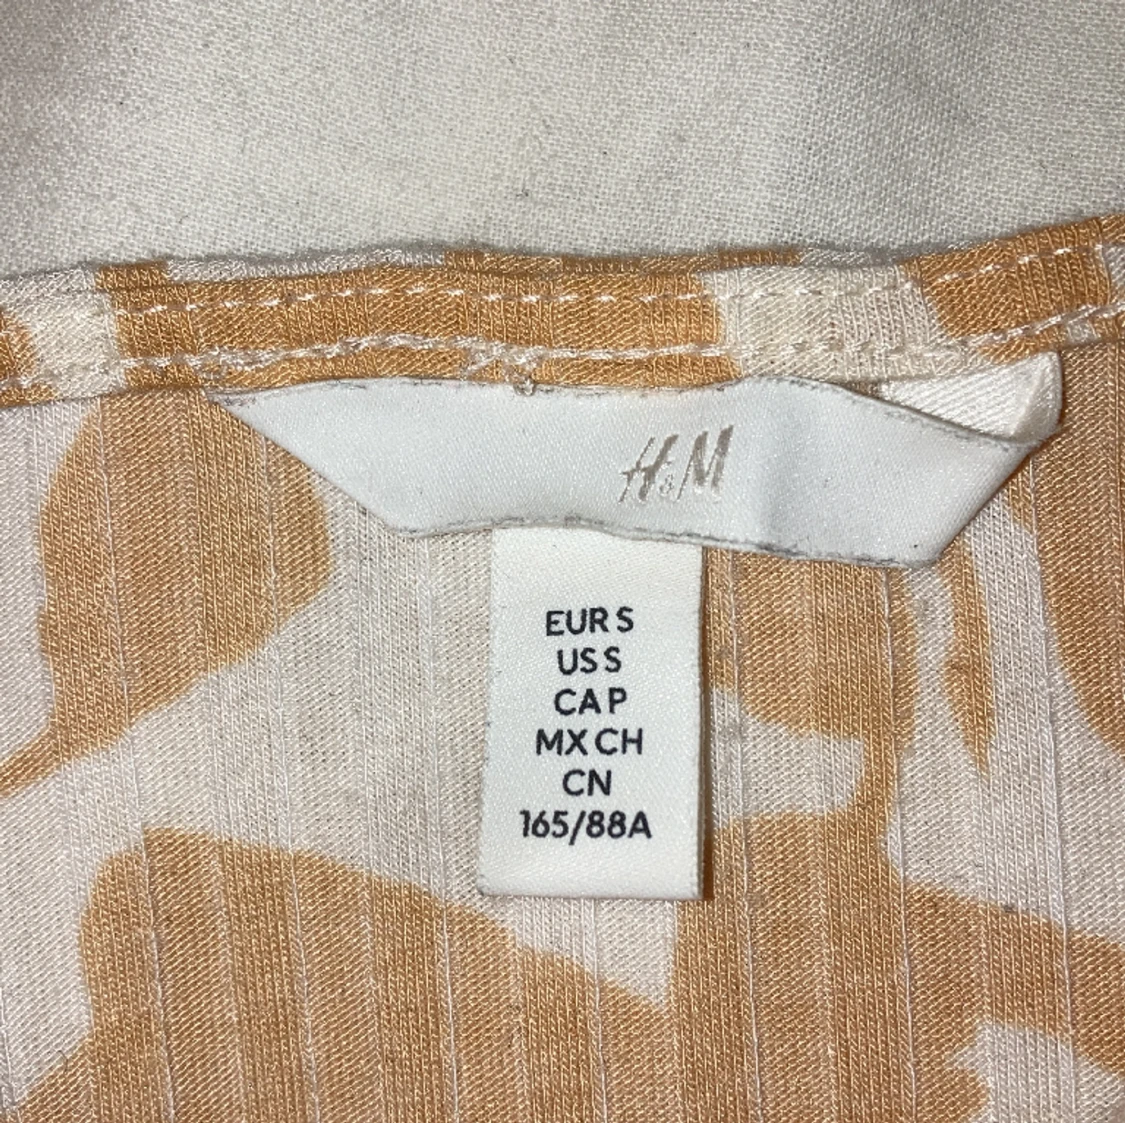 H&M
EUR S
US S
CA P
MX CH
CN
165/88A